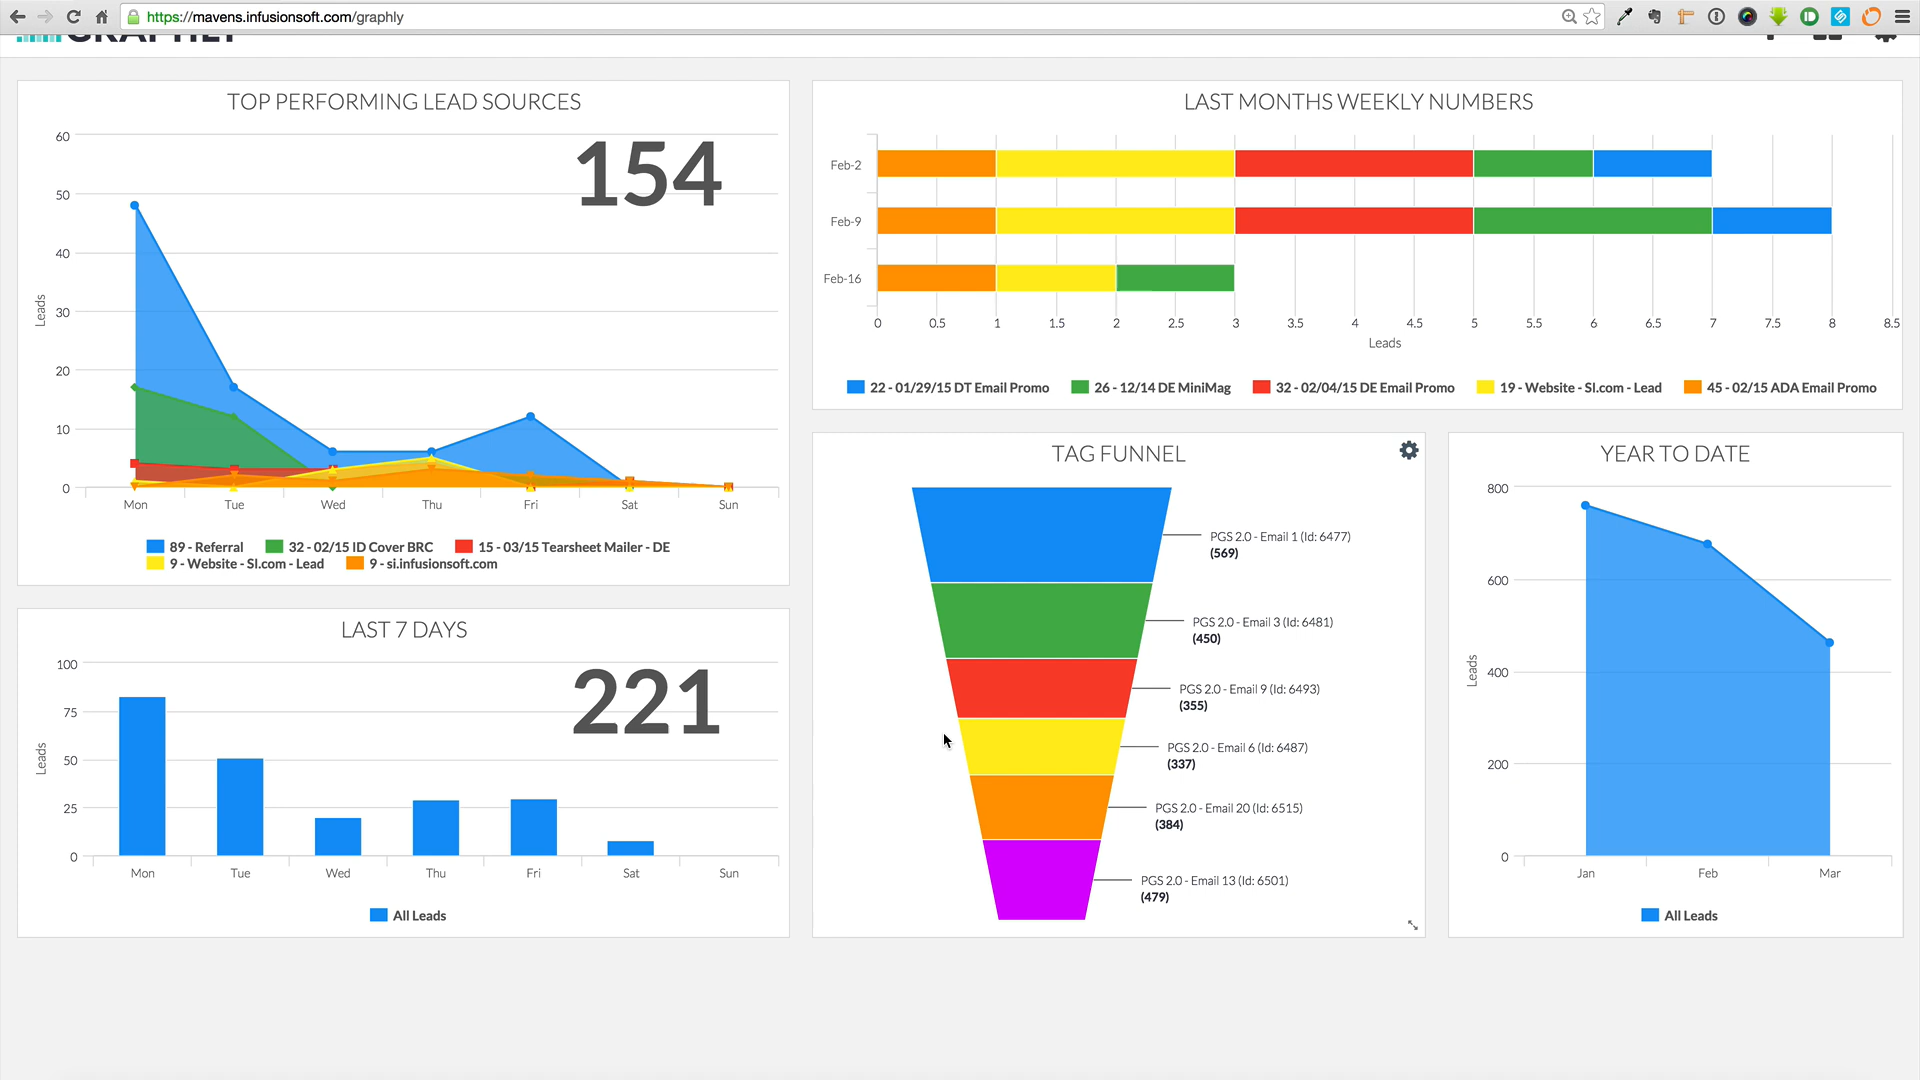 https://mavens.infusionsoft.com/graphly
TOP PERFORMING LEAD SOURCES
154
60
50
40
30
20
10
0
Leads
Mon Tue Wed Thu Fri Sat Sun
89 - Referral 32 - 02/15 ID Cover BRC 15 - 03/15 Tearsheet Mailer - DE
9 - Website - SI.com - Lead 9 - si.infusionsoft.com
LAST MONTHS WEEKLY NUMBERS
Feb-2
Feb-9
Feb-16
0 0.5 1 1.5 2 2.5 3 3.5 4 4.5 5 5.5 6 6.5 7 7.5 8 8.5
Leads
22 - 01/29/15 DT Email Promo 26 - 12/14 DE MiniMag 32 - 02/04/15 DE Email Promo 19 - Website - SI.com - Lead 45 - 02/15 ADA Email Promo
LAST 7 DAYS
221
100
75
50
25
0
Leads
Mon Tue Wed Thu Fri Sat Sun
All Leads
TAG FUNNEL
PGS 2.0 - Email 1 (Id: 6477)
(569)
PGS 2.0 - Email 3 (Id: 6481)
(450)
PGS 2.0 - Email 9 (Id: 6493)
(355)
PGS 2.0 - Email 6 (Id: 6487)
(337)
PGS 2.0 - Email 20 (Id: 6515)
(384)
PGS 2.0 - Email 13 (Id: 6501)
(479)
YEAR TO DATE
800
600
400
200
0
Leads
Jan Feb Mar
All Leads